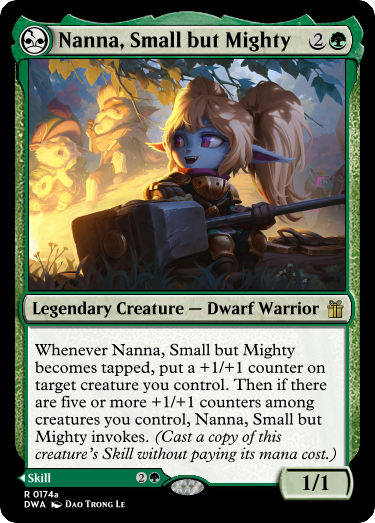 Nanna, Small but Mighty 2
Legendary Creature — Dwarf Warrior
Whenever Nanna, Small but Mighty
becomes tapped, put a +1/+1 counter on
target creature you control. Then if there
are five or more +1/+1 counters among
creatures you control, Nanna, Small but
Mighty invokes. (Cast a copy of this
creature's Skill without paying its mana cost.)
Skill 2
1/1
R 0174a
DWA Dao Trong Le